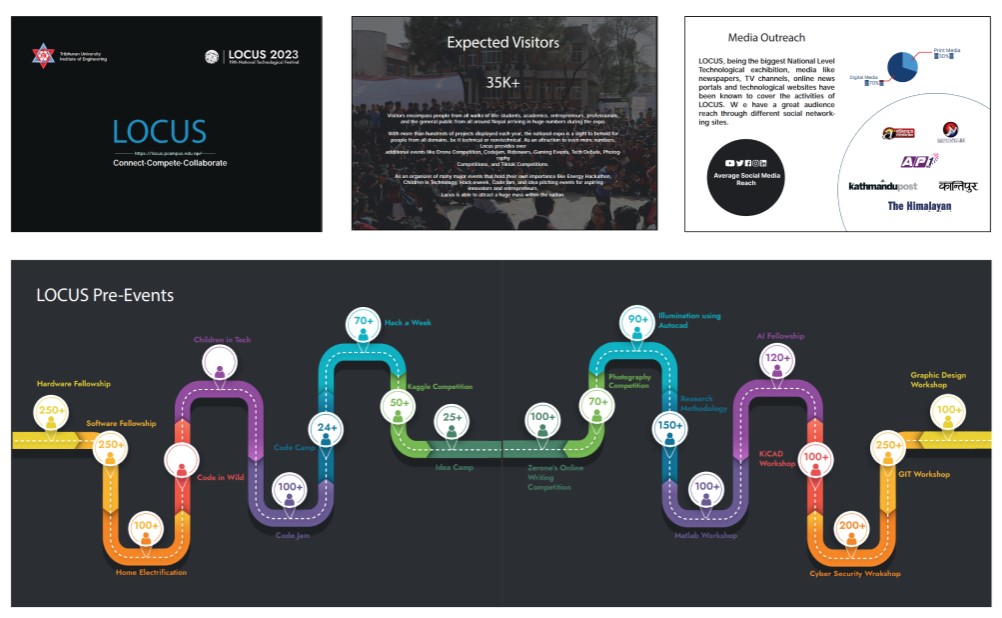 Tribhuvan University
Institute of Engineering
LOCUS 2023
19th National Technological Festival
LOCUS
https://locus.pcampus.edu.np/
Connect-Compete-Collaborate
Expected Visitors
35K+
Visitors encompass people from all walks of life-students, academics, entrepreneurs, professionals,
and the general public from all around Nepal arriving in huge numbers during the expo.
With more than hundreds of projects displayed each year, the national expo is a sight to behold for
people from all domains, be it technical or nontechnical. As an attraction to even more numbers,
Locus provides over
additional events like Drone Competition, Codejam, Robowars, Gaming Events, Tech Debate, Photog-
raphy
Competitions, and Tiktok Competitions.
As an organizer of many major events that hold their own importance like Energy Hackathon,
Children in Technology, Hack-a-week, Code Jam, and idea pitching events for aspiring
innovators and entrepreneurs.
Locus is able to attract a huge mass within the nation
Media Outreach
LOCUS, being the biggest National Level
Technological exchibition, media like
newspapers, TV channels, online news
portals and technological websites have
been known to cover the activities of
LOCUS. W e have a great audience
reach through different social network-
ing sites.
Print Media
30%
Digital Media
70%
Average Social Media
Reach
AP1
kathmandupost
कान्तिपुर
The Himalayan
LOCUS Pre-Events
Hardware Fellowship
250+
Software Fellowship
250+
100+
Home Electrification
Code in Wild
Children in Tech
100+
Code Jam
Code Camp
24+
70+
Hack a Week
Kaggle Competition
50+
25+
Idea Camp
100+
Zerone's Online
Writing
Competition
Photography
Competition
70+
90+
Illumination using
Autocad
Research
Methodology
150+
100+
Matlab Workshop
AI Fellowship
120+
KiCAD
Workshop
100+
200+
Cyber Security Wrokshop
250+
GIT Workshop
Graphic Design
Workshop
100+